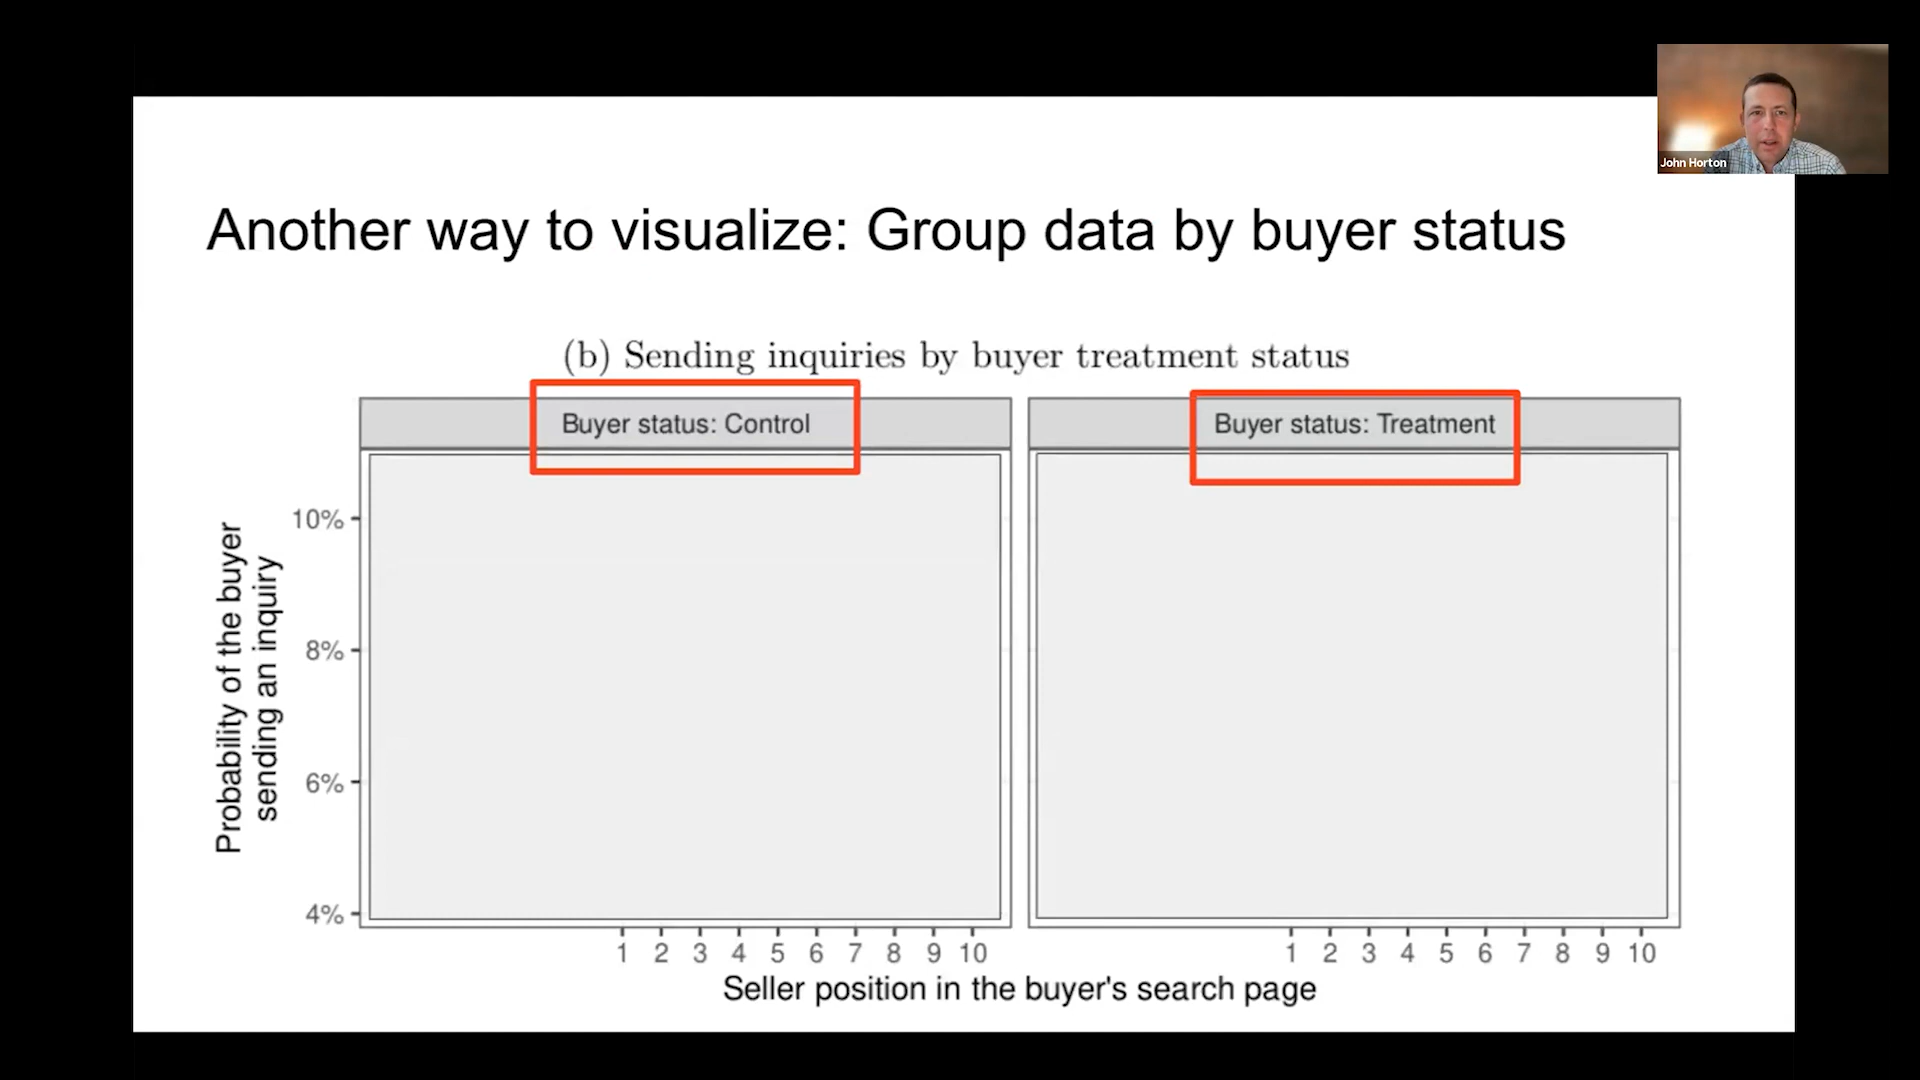 John Horton
Another way to visualize: Group data by buyer status
(b) Sending inquiries by buyer treatment status
Buyer status: Control
Buyer status: Treatment
Probability of the buyer
sending an inquiry
10%
8%
6%
4%
1 2 3 4 5 6 7 8 9 10
1 2 3 4 5 6 7 8 9 10
Seller position in the buyer's search page